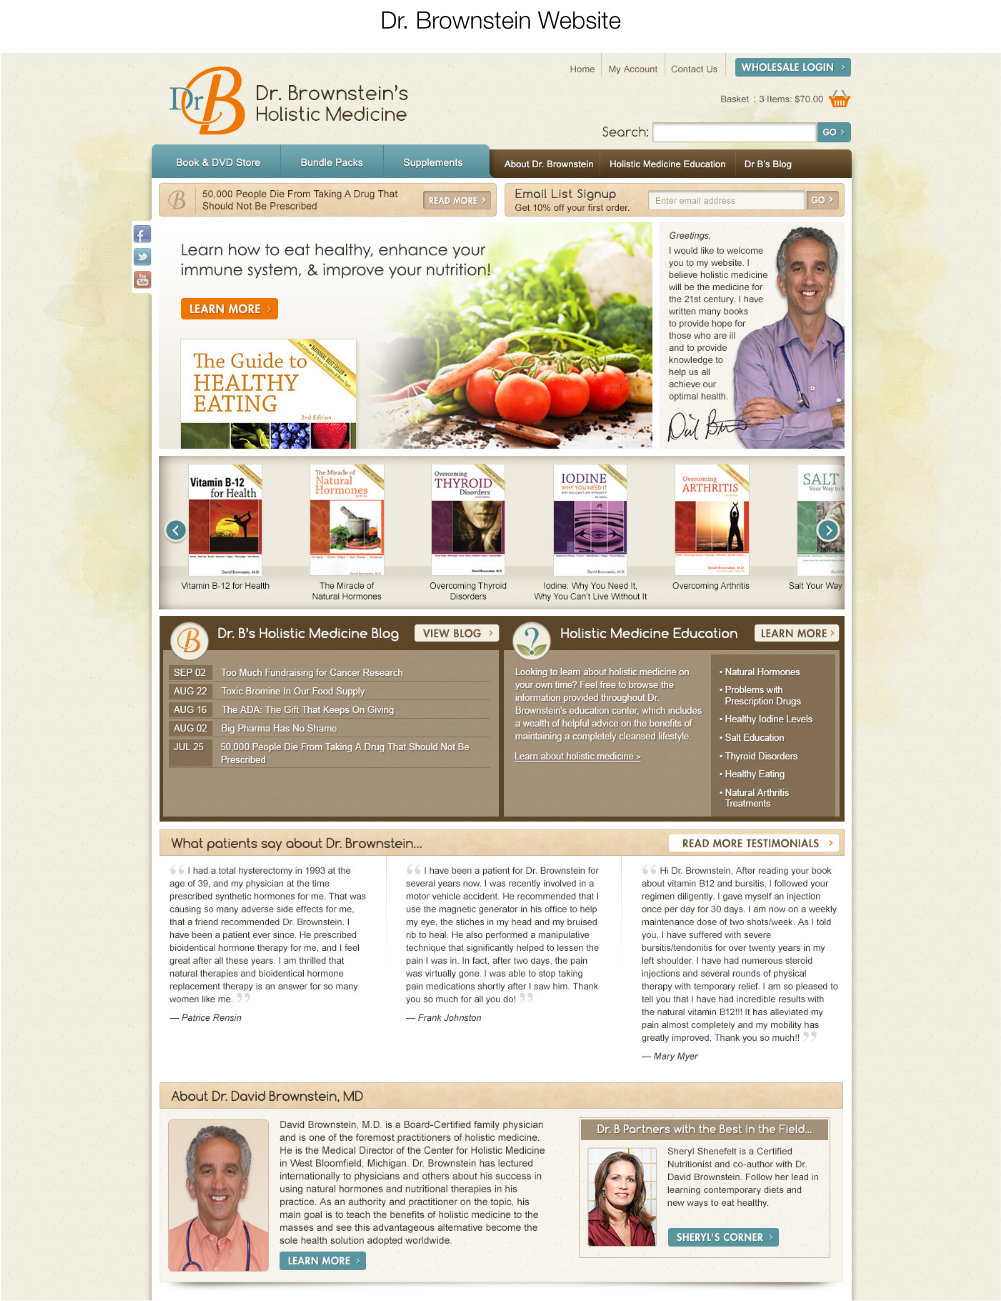 Dr. Brownstein Website
Home
My Account
Contact Us
WHOLESALE LOGIN
Dr B
Dr. Brownstein's
Holistic Medicine
Basket : 3 Items: $70.00
Search:
GO
Book & DVD Store
Bundle Packs
Supplements
About Dr. Brownstein
Holistic Medicine Education
Dr B's Blog
B
50,000 People Die From Taking A Drug That
Should Not Be Prescribed
READ MORE
Email List Signup
Get 10% off your first order.
Enter email address
GO
f
You
Tube
Learn how to eat healthy, enhance your
immune system, & improve your nutrition!
LEARN MORE
The Guide to
HEALTHY
EATING
2nd Edition
Greetings,
I would like to welcome
you to my website. I
believe holistic medicine
will be the medicine for
the 21st century. I have
written many books
to provide hope for
those who are ill
and to provide
knowledge to
help us all
achieve our
optimal health.
Vitamin B-12
for Health
The Miracle of
Natural
Hormones
Overcoming
THYROID
Disorders
IODINE
WHY YOU NEED IT
Overcoming
ARTHRITIS
SALT
Your Way to
Vitamin B-12 for Health
The Miracle of
Natural Hormones
Overcoming Thyroid
Disorders
Iodine: Why You Need It,
Why You Can't Live Without It
Overcoming Arthritis
Salt Your Way
B
Dr. B's Holistic Medicine Blog
VIEW BLOG
SEP 02 Too Much Fundraising for Cancer Research
AUG 22 Toxic Bromine In Our Food Supply
AUG 16 The ADA: The Gift That Keeps On Giving
AUG 02 Big Pharma Has No Shame
JUL 25 50,000 People Die From Taking A Drug That Should Not Be
Prescribed
?
Holistic Medicine Education
LEARN MORE
Looking to learn about holistic medicine on
your own time? Feel free to browse the
information provided throughout Dr.
Brownstein's education center, which includes
a wealth of helpful advice on the benefits of
maintaining a completely cleansed lifestyle.
Learn about holistic medicine >
• Natural Hormones
• Problems with
Prescription Drugs
• Healthy Iodine Levels
• Salt Education
• Thyroid Disorders
• Healthy Eating
• Natural Arthritis
Treatments
What patients say about Dr. Brownstein...
READ MORE TESTIMONIALS
“ I had a total hysterectomy in 1993 at the
age of 39, and my physician at the time
prescribed synthetic hormones for me. That was
causing so many adverse side effects for me,
that a friend recommended Dr. Brownstein. I
have been a patient ever since. He prescribed
bioidentical hormone therapy for me, and I feel
great after all these years. I am thrilled that
natural therapies and bioidentical hormone
replacement therapy is an answer for so many
women like me. ”
— Patrice Rensin
“ I have been a patient for Dr. Brownstein for
several years now. I was recently involved in a
motor vehicle accident. He recommended that I
use the magnetic generator in his office to help
my eye, the stiches in my head and my bruised
rib to heal. He also performed a manipulative
technique that significantly helped to lessen the
pain I was in. In fact, after two days, the pain
was virtually gone. I was able to stop taking
pain medications shortly after I saw him. Thank
you so much for all you do! ”
— Frank Johnston
“ Hi Dr. Brownstein, After reading your book
about vitamin B12 and bursitis, I followed your
regimen diligently. I gave myself an injection
once per day for 30 days. I am now on a weekly
maintenance dose of two shots/week. As I told
you, I have suffered with severe
bursitis/tendonitis for over twenty years in my
left shoulder. I have had numerous steroid
injections and several rounds of physical
therapy with temporary relief. I am so pleased to
tell you that I have had incredible results with
the natural vitamin B12!!! It has alleviated my
pain almost completely and my mobility has
greatly improved. Thank you so much!! ”
— Mary Myer
About Dr. David Brownstein, MD
David Brownstein, M.D. is a Board-Certified family physician
and is one of the foremost practitioners of holistic medicine.
He is the Medical Director of the Center for Holistic Medicine
in West Bloomfield, Michigan. Dr. Brownstein has lectured
internationally to physicians and others about his success in
using natural hormones and nutritional therapies in his
practice. As an authority and practitioner on the topic, his
main goal is to teach the benefits of holistic medicine to the
masses and see this advantageous alternative become the
sole health solution adopted worldwide.
LEARN MORE
Dr. B Partners with the Best in the Field...
Sheryl Shenefelt is a Certified
Nutritionist and co-author with Dr.
David Brownstein. Follow her lead in
learning contemporary diets and
new ways to eat healthy.
SHERYL'S CORNER